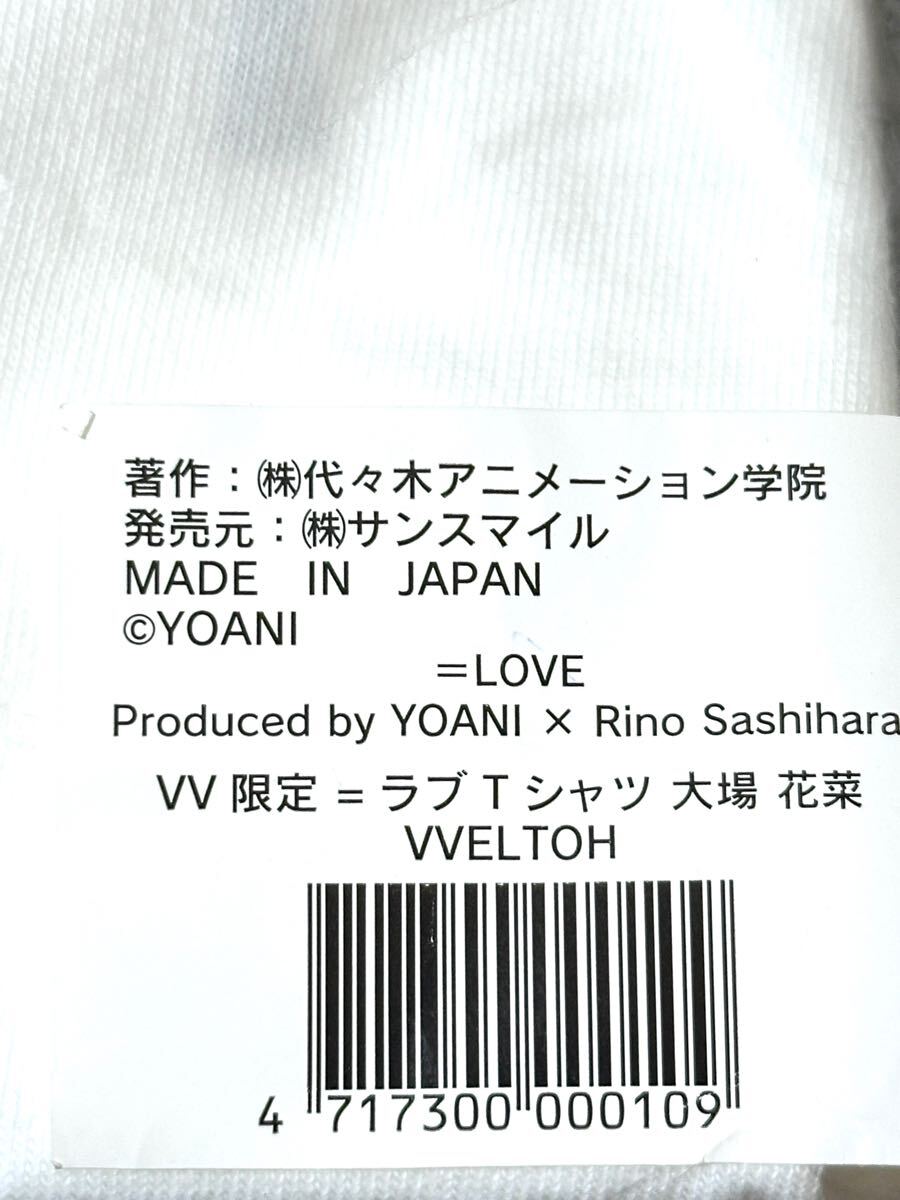 著作：㈱代々木アニメーション学院
発売元：㈱サンスマイル
MADE　IN　JAPAN
©YOANI
＝LOVE
Produced by YOANI × Rino Sashihara
VV 限定 = ラブ T シャツ 大場 花菜
VVELTOH
4 717300 000109